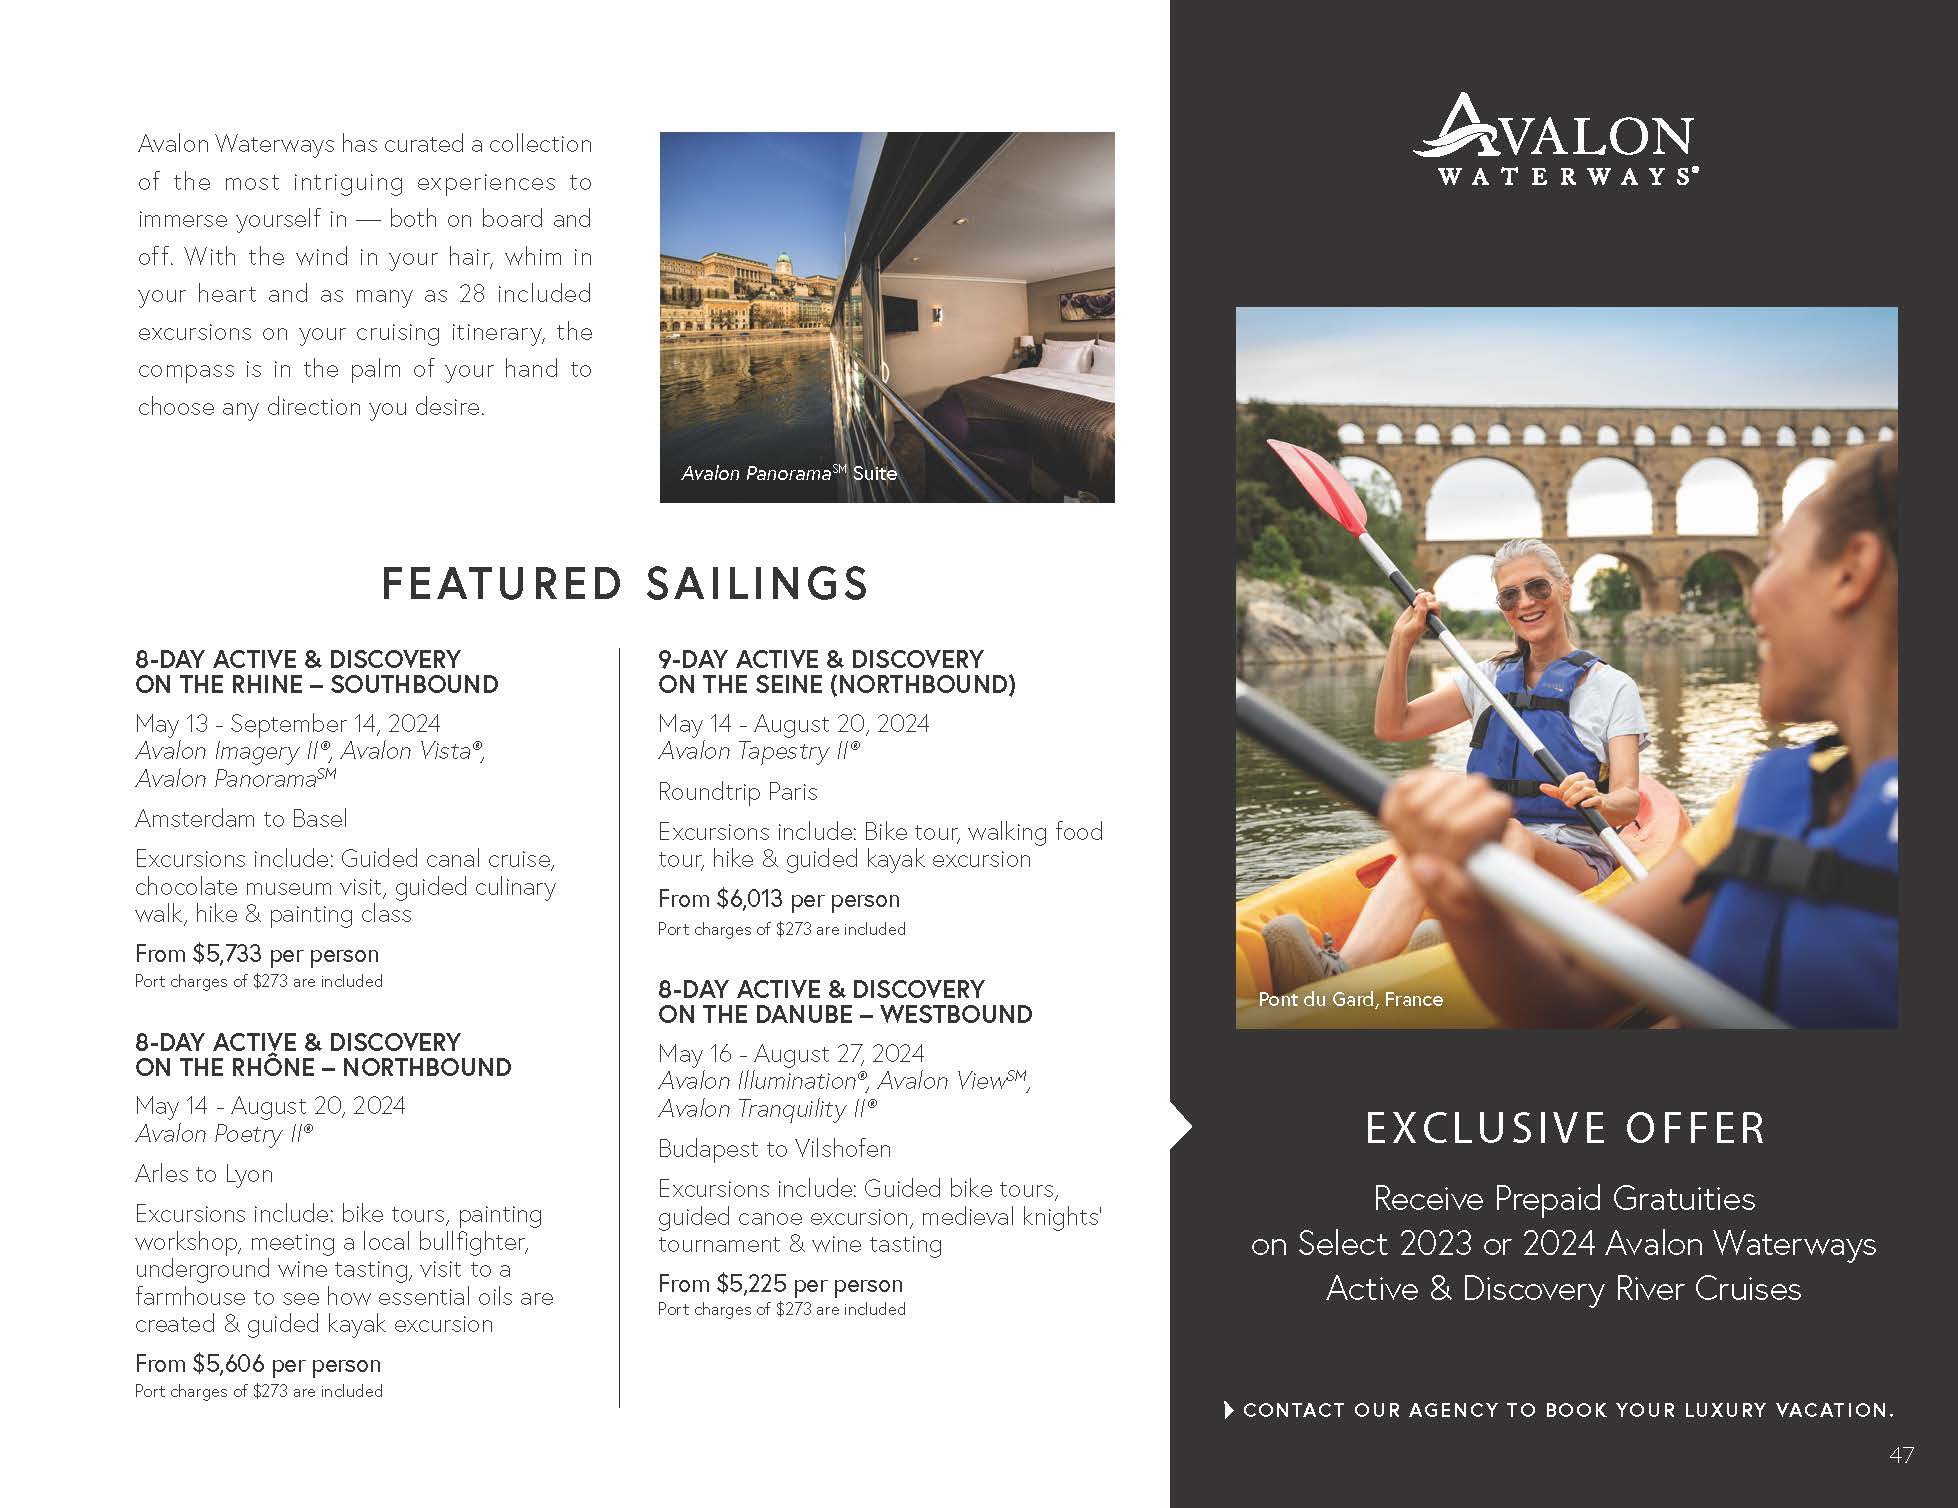 Avalon Waterways has curated a collection
of the most intriguing experiences to
immerse yourself in — both on board and
off. With the wind in your hair, whim in
your heart and as many as 28 included
excursions on your cruising itinerary, the
compass is in the palm of your hand to
choose any direction you desire.
Avalon Panorama℠ Suite
FEATURED SAILINGS
8-DAY ACTIVE & DISCOVERY
ON THE RHINE – SOUTHBOUND
May 13 - September 14, 2024
Avalon Imagery II®, Avalon Vista®,
Avalon Panorama℠
Amsterdam to Basel
Excursions include: Guided canal cruise,
chocolate museum visit, guided culinary
walk, hike & painting class
From $5,733 per person
Port charges of $273 are included
8-DAY ACTIVE & DISCOVERY
ON THE RHÔNE – NORTHBOUND
May 14 - August 20, 2024
Avalon Poetry II®
Arles to Lyon
Excursions include: bike tours, painting
workshop, meeting a local bullfighter,
underground wine tasting, visit to a
farmhouse to see how essential oils are
created & guided kayak excursion
From $5,606 per person
Port charges of $273 are included
9-DAY ACTIVE & DISCOVERY
ON THE SEINE (NORTHBOUND)
May 14 - August 20, 2024
Avalon Tapestry II®
Roundtrip Paris
Excursions include: Bike tour, walking food
tour, hike & guided kayak excursion
From $6,013 per person
Port charges of $273 are included
8-DAY ACTIVE & DISCOVERY
ON THE DANUBE – WESTBOUND
May 16 - August 27, 2024
Avalon Illumination®, Avalon View℠,
Avalon Tranquility II®
Budapest to Vilshofen
Excursions include: Guided bike tours,
guided canoe excursion, medieval knights'
tournament & wine tasting
From $5,225 per person
Port charges of $273 are included
AVALON
WATERWAYS®
Pont du Gard, France
EXCLUSIVE OFFER
Receive Prepaid Gratuities
on Select 2023 or 2024 Avalon Waterways
Active & Discovery River Cruises
CONTACT OUR AGENCY TO BOOK YOUR LUXURY VACATION.
47